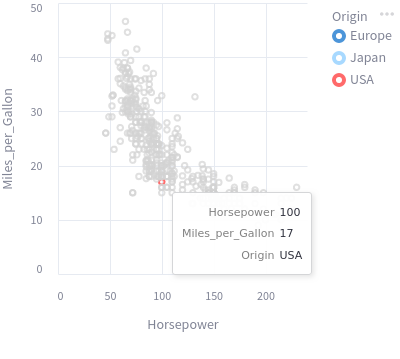 Origin
Europe
Japan
USA
Miles_per_Gallon
50
40
30
20
10
0
Horsepower 100
Miles_per_Gallon 17
Origin USA
0 50 100 150 200
Horsepower